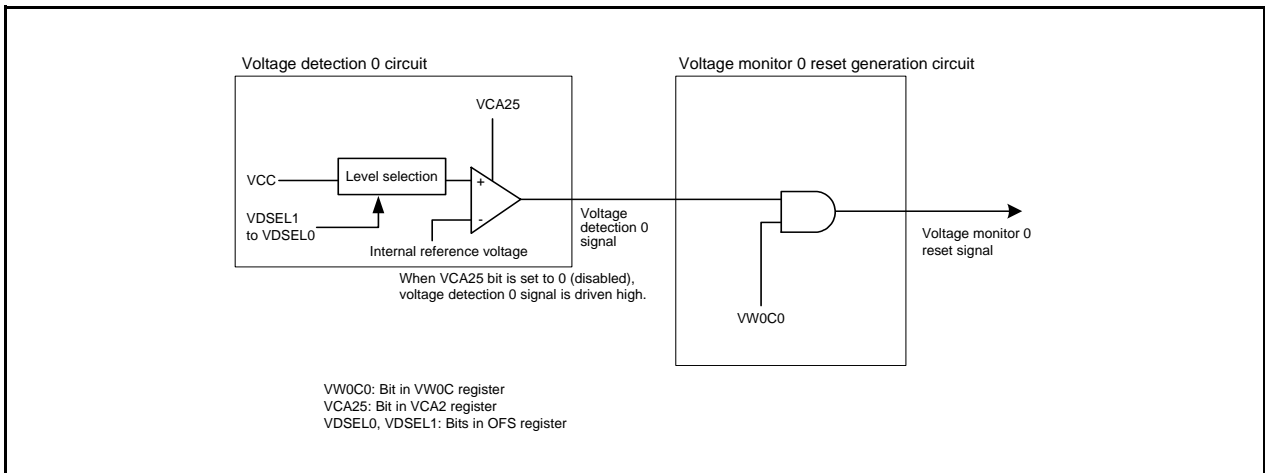 Voltage detection 0 circuit
Voltage monitor 0 reset generation circuit
VCA25
VCC
Level selection
+
-
VDSEL1
to VDSEL0
Internal reference voltage
Voltage
detection 0
signal
When VCA25 bit is set to 0 (disabled),
voltage detection 0 signal is driven high.
VW0C0
Voltage monitor 0
reset signal
VW0C0: Bit in VW0C register
VCA25: Bit in VCA2 register
VDSEL0, VDSEL1: Bits in OFS register